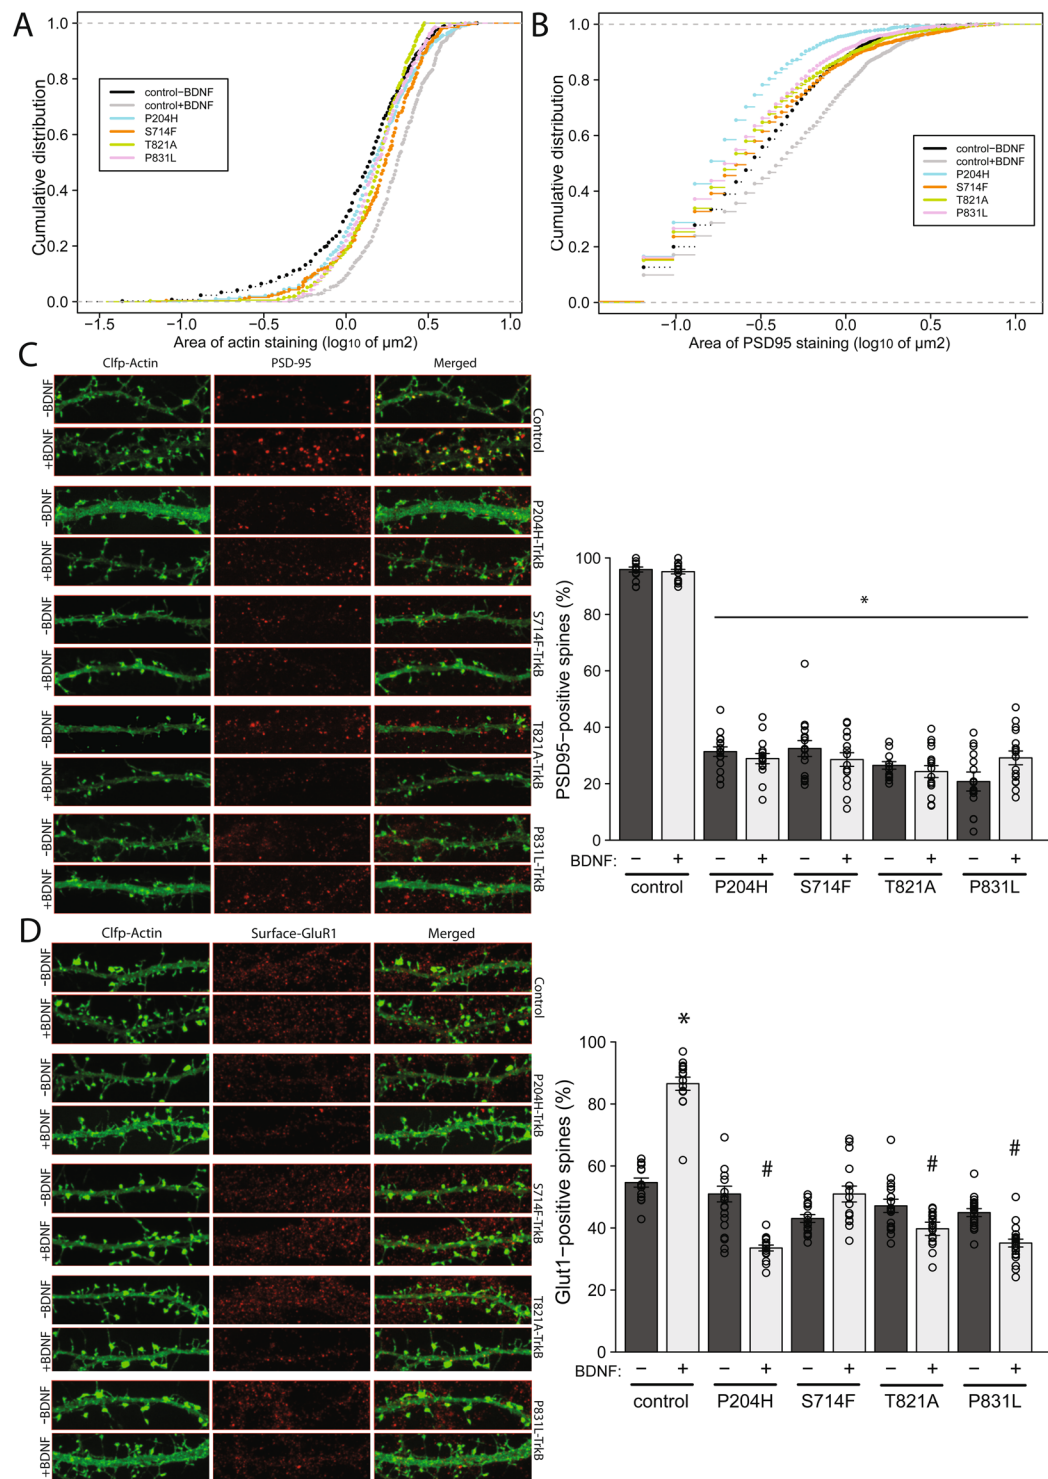 A
Cumulative distribution
1.0
0.8
0.6
0.4
0.2
0.0
control−BDNF
control+BDNF
P204H
S714F
T821A
P831L
−1.5
−1.0
−0.5
0.0
0.5
1.0
Area of actin staining (log10 of µm2)
B
Cumulative distribution
1.0
0.8
0.6
0.4
0.2
0.0
control−BDNF
control+BDNF
P204H
S714F
T821A
P831L
−1.0
−0.5
0.0
0.5
1.0
Area of PSD95 staining (log10 of µm2)
C
Clfp-Actin
PSD-95
Merged
−BDNF
+BDNF
Control
−BDNF
+BDNF
P204H-TrkB
−BDNF
+BDNF
S714F-TrkB
−BDNF
+BDNF
T821A-TrkB
−BDNF
+BDNF
P831L-TrkB
PSD95−positive spines (%)
100
80
60
40
20
0
*
BDNF: − + − + − + − + − +
control P204H S714F T821A P831L
D
Clfp-Actin
Surface-GluR1
Merged
−BDNF
+BDNF
Control
−BDNF
+BDNF
P204H-TrkB
−BDNF
+BDNF
S714F-TrkB
−BDNF
+BDNF
T821A-TrkB
−BDNF
+BDNF
P831L-TrkB
Glut1−positive spines (%)
100
80
60
40
20
0
*
# # #
BDNF: − + − + − + − + − +
control P204H S714F T821A P831L